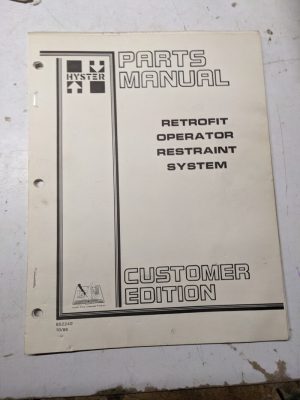 HYSTER
PARTS
MANUAL
RETROFIT
OPERATOR
RESTRAINT
SYSTEM
CUSTOMER
EDITION